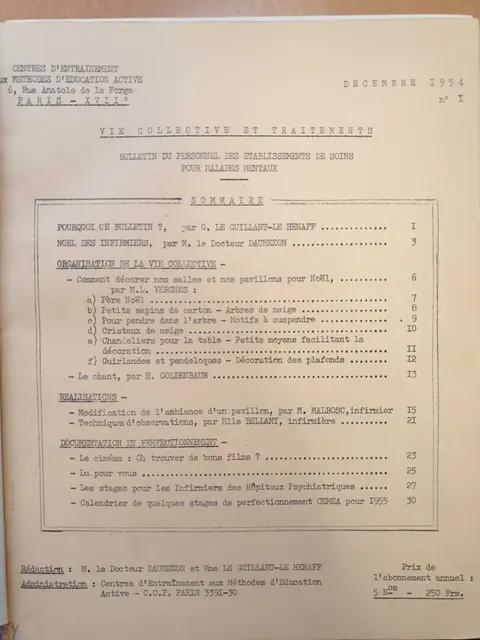 CENTRES D'ENTRAINEMENT
ux METHODES D'EDUCATION ACTIVE
6, Rue Anatole de la Forge
PARIS - XVII°
DECEMBRE 1954
n° I
VIE COLLECTIVE ET TRAITEMENTS
BULLETIN DU PERSONNEL DES ETABLISSEMENTS DE SOINS
POUR MALADES MENTAUX
SOMMAIRE
POURQUOI CE BULLETIN ?, par G. LE GUILLANT-LE HENAFF .............. I
NOEL DES INFIRMIERS, par M. le Docteur DAUMEZON ................... 3
ORGANISATION DE LA VIE COLLECTIVE -
- Comment décorer nos salles et nos pavillons pour Noël, 6
par M.L. VERGNES :
a) Père Noël ............................................ 7
b) Petits sapins de carton - Arbres de neige ............ 8
c) Pour pendre dans l'arbre - Motifs à suspendre ........ 9
d) Cristaux de neige .................................... 10
e) Chandeliers pour la table - Petits moyens facilitant la
décoration ........................................... 11
f) Guirlandes et pendeloques - Décoration des plafonds ....... 12
- Le chant, par H. GOLDENBAUM ............................... 13
REALISATIONS -
- Modification de l'ambiance d'un pavillon, par M. MALBOSC, infirmier 15
- Techniques d'observations, par Mlle BELLAMY, infirmière .......... 21
DOCUMENTATION ET PERFECTIONNEMENT -
- Le cinéma : Où trouver de bons films ? ...................... 23
- Lu pour vous ................................................ 25
- Les stages pour les Infirmiers des Hôpitaux Psychiatriques ...... 27
- Calendrier de quelques stages de perfectionnement CEMEA pour 1955 30
Rédaction : M. le Docteur DAUMEZON et Mme LE GUILLANT-LE HENAFF
Administration : Centres d'Entraînement aux Méthodes d'Education
Active - C.C.P. PARIS 3391-30
Prix de
l'abonnement annuel :
5 Nos - 250 Frs.